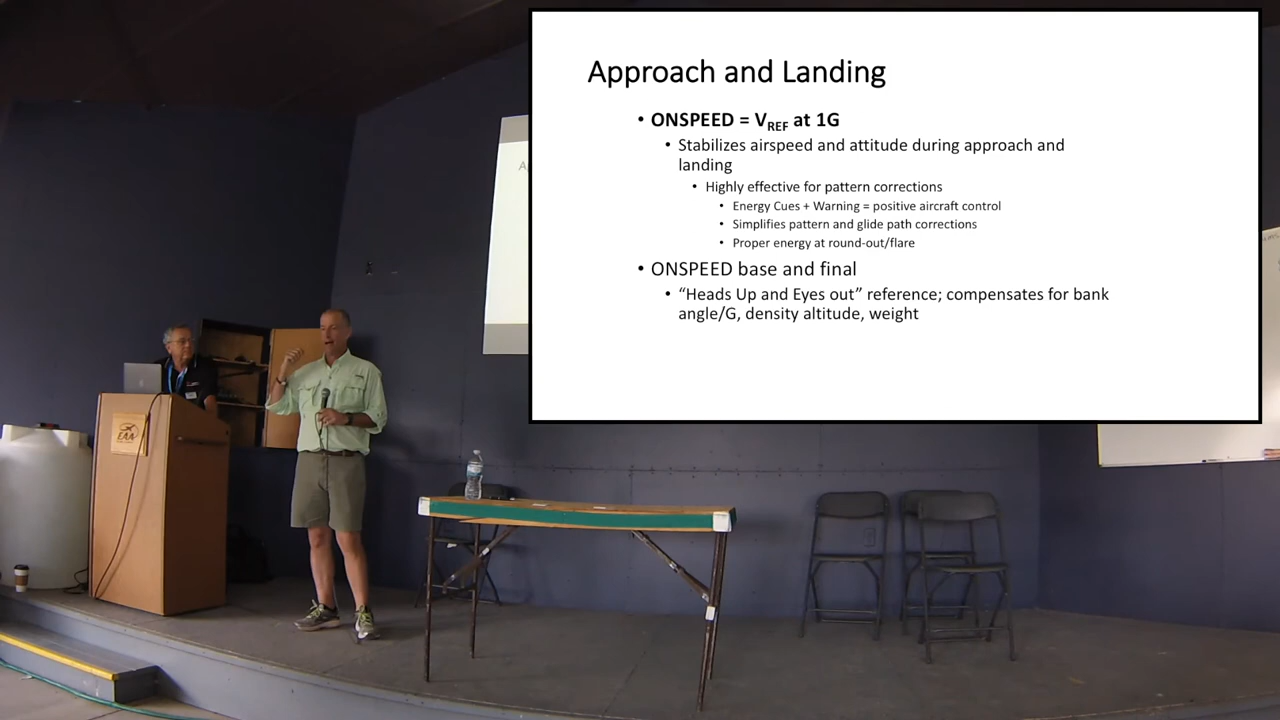 Approach and Landing
• ONSPEED = VREF at 1G
• Stabilizes airspeed and attitude during approach and
landing
• Highly effective for pattern corrections
• Energy Cues + Warning = positive aircraft control
• Simplifies pattern and glide path corrections
• Proper energy at round-out/flare
• ONSPEED base and final
• “Heads Up and Eyes out” reference; compensates for bank
angle/G, density altitude, weight
EAA